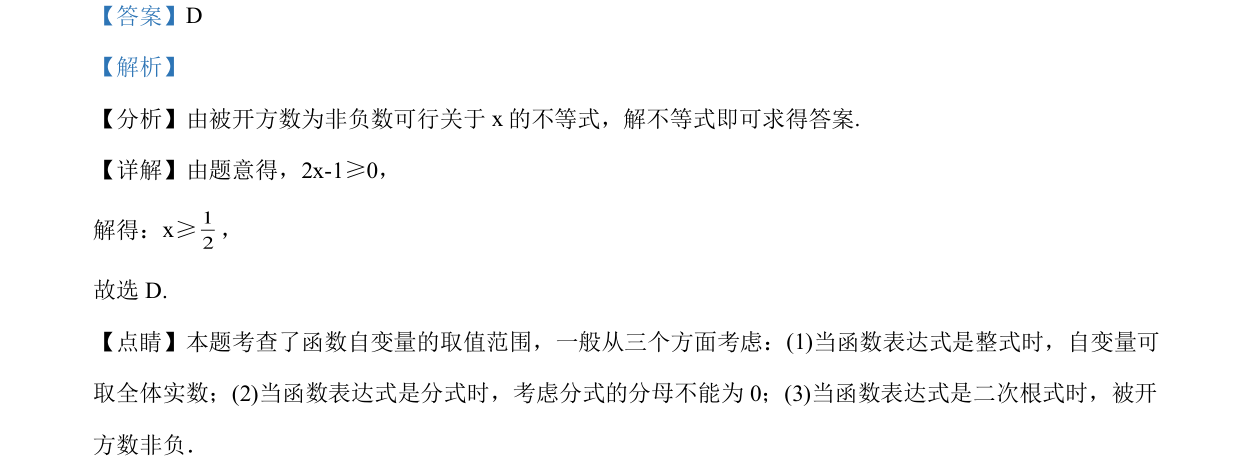 【答案】D
【解析】
【分析】由被开方数为非负数可行关于 x 的不等式，解不等式即可求得答案.
【详解】由题意得，2x-1≥0，
解得：x≥\frac{1}{2}，
故选 D.
【点睛】本题考查了函数自变量的取值范围，一般从三个方面考虑：(1)当函数表达式是整式时，自变量可
取全体实数；(2)当函数表达式是分式时，考虑分式的分母不能为 0；(3)当函数表达式是二次根式时，被开
方数非负．